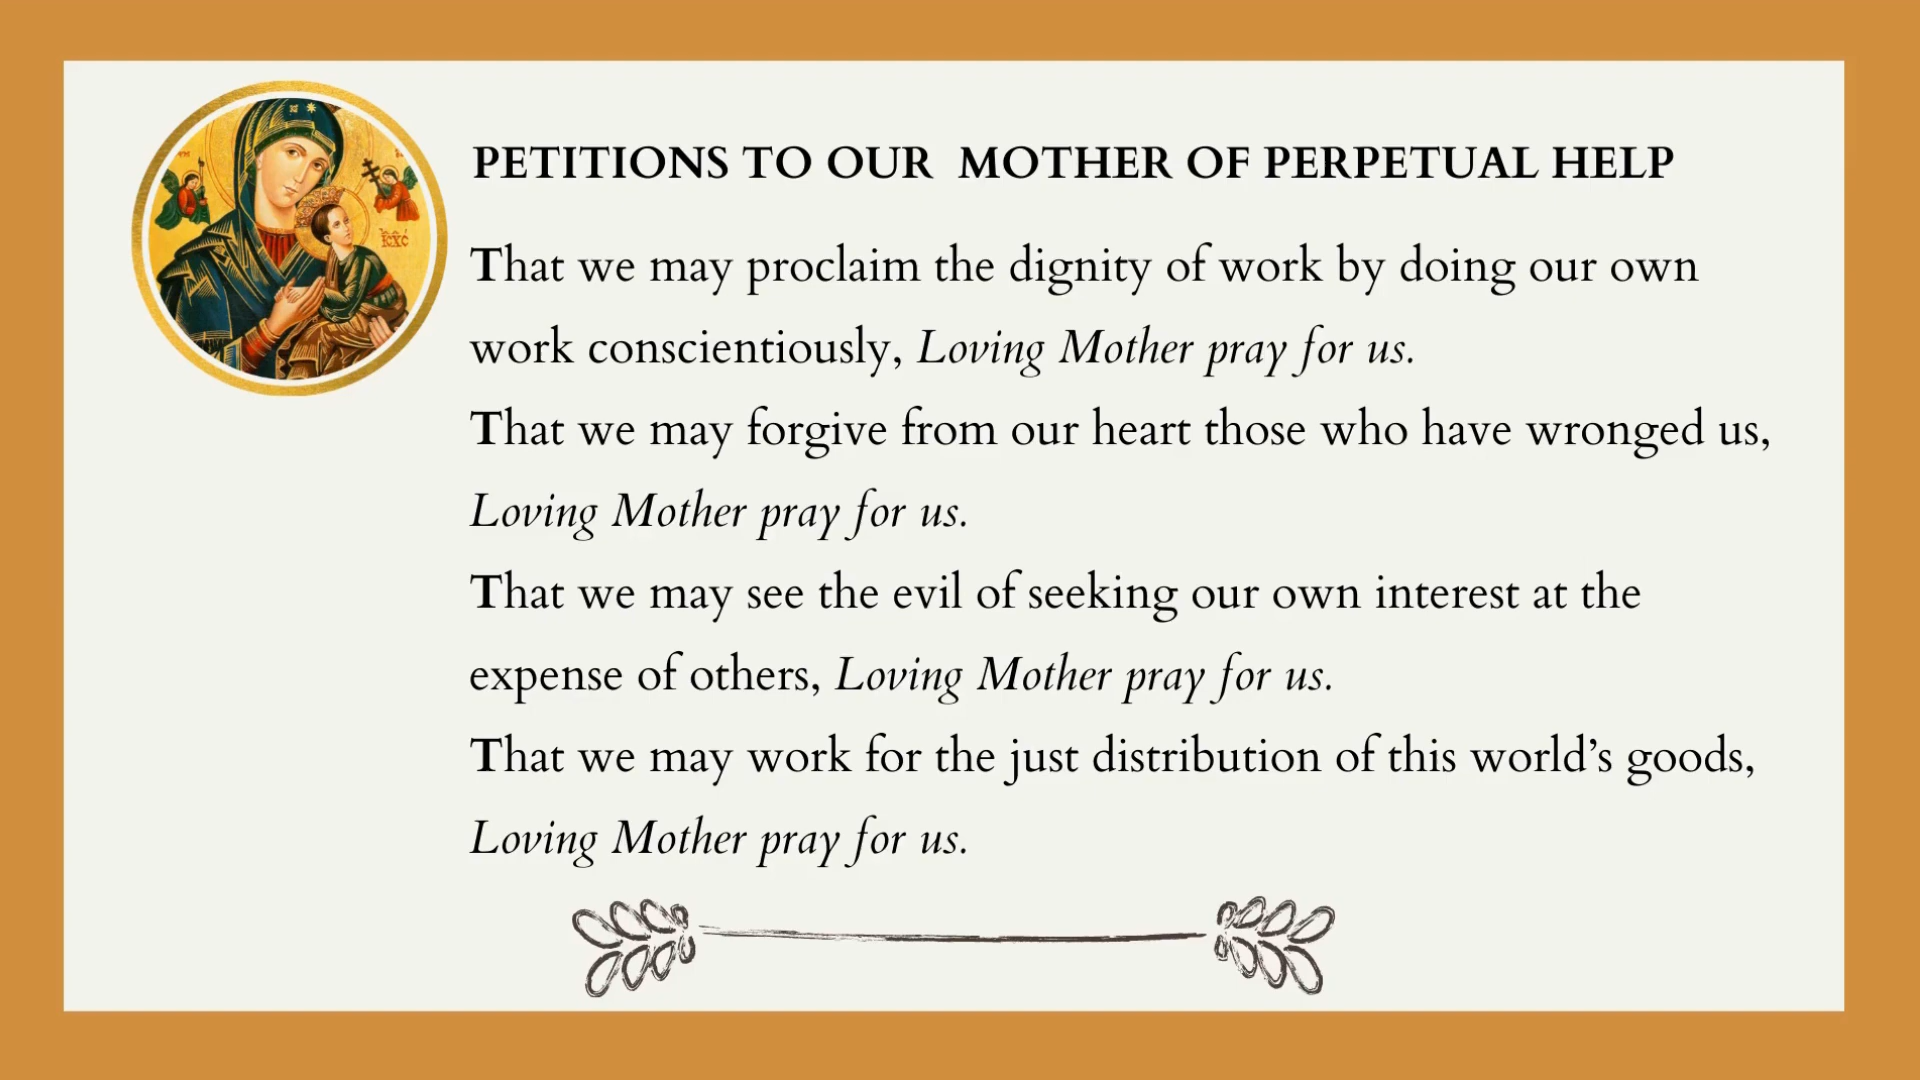 PETITIONS TO OUR MOTHER OF PERPETUAL HELP
That we may proclaim the dignity of work by doing our own
work conscientiously, Loving Mother pray for us.
That we may forgive from our heart those who have wronged us,
Loving Mother pray for us.
That we may see the evil of seeking our own interest at the
expense of others, Loving Mother pray for us.
That we may work for the just distribution of this world’s goods,
Loving Mother pray for us.